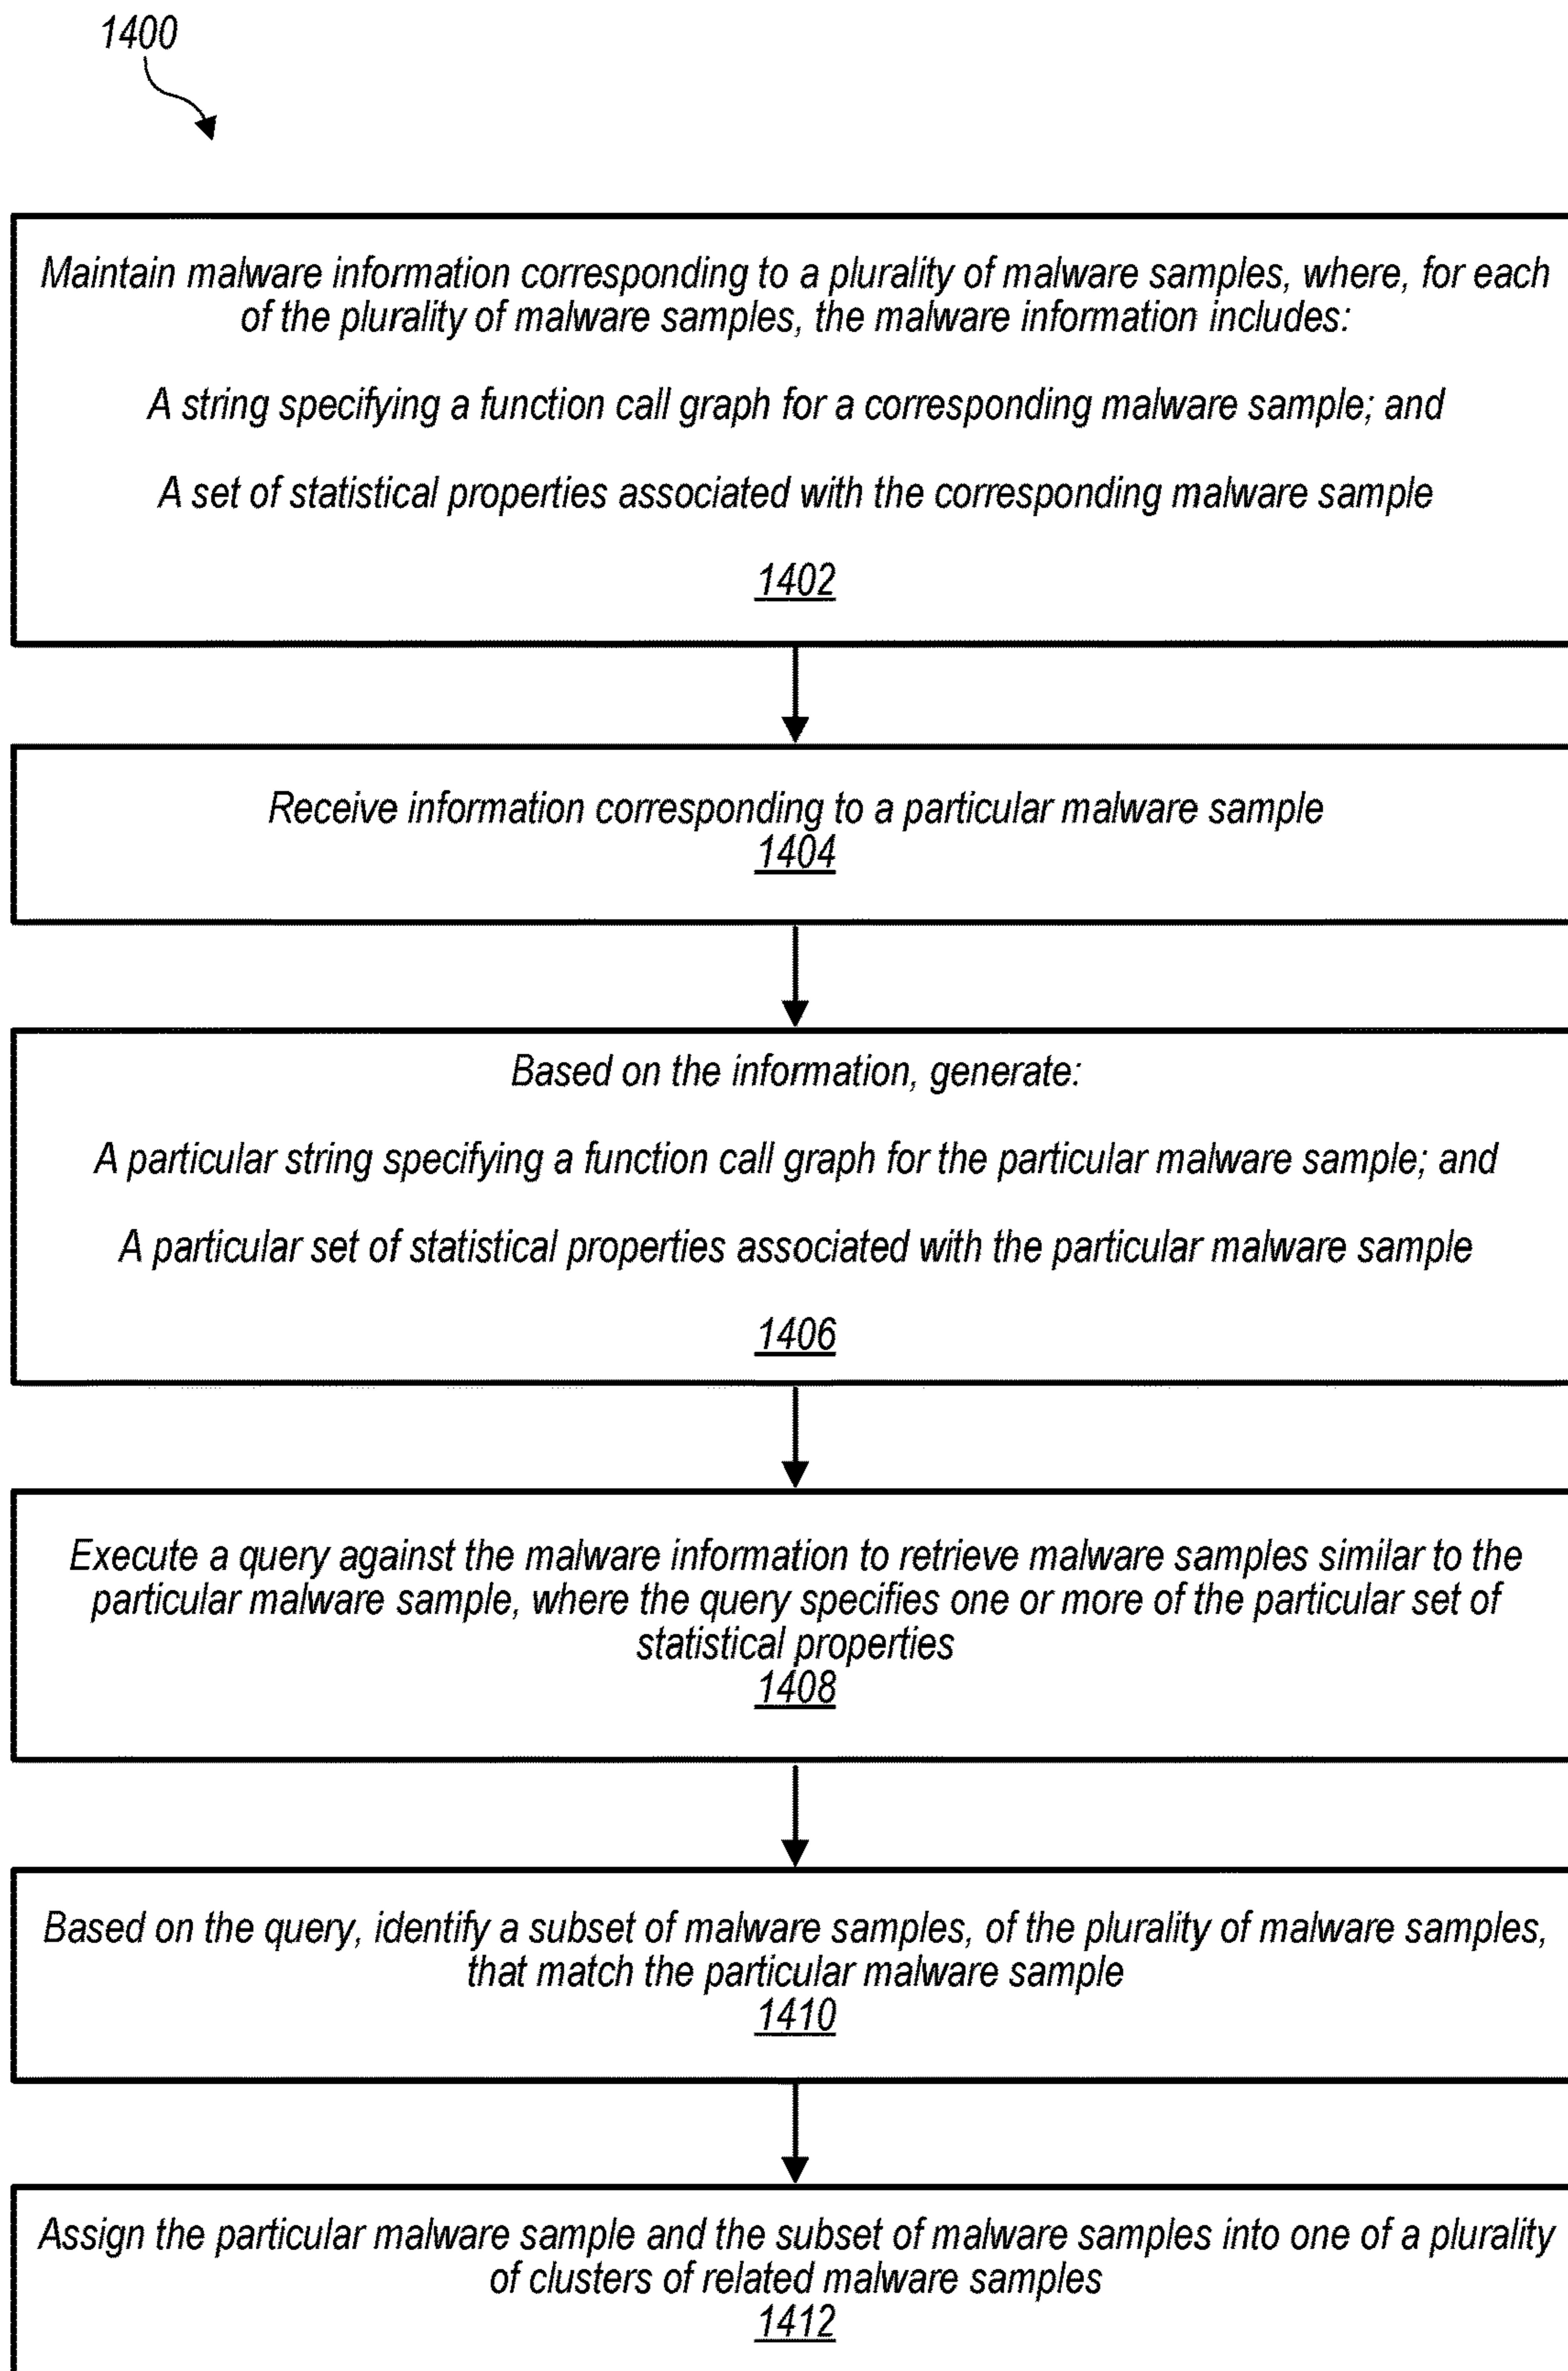 1400
Maintain malware information corresponding to a plurality of malware samples, where, for each
of the plurality of malware samples, the malware information includes:
A string specifying a function call graph for a corresponding malware sample; and
A set of statistical properties associated with the corresponding malware sample
1402
Receive information corresponding to a particular malware sample
1404
Based on the information, generate:
A particular string specifying a function call graph for the particular malware sample; and
A particular set of statistical properties associated with the particular malware sample
1406
Execute a query against the malware information to retrieve malware samples similar to the
particular malware sample, where the query specifies one or more of the particular set of
statistical properties
1408
Based on the query, identify a subset of malware samples, of the plurality of malware samples,
that match the particular malware sample
1410
Assign the particular malware sample and the subset of malware samples into one of a plurality
of clusters of related malware samples
1412